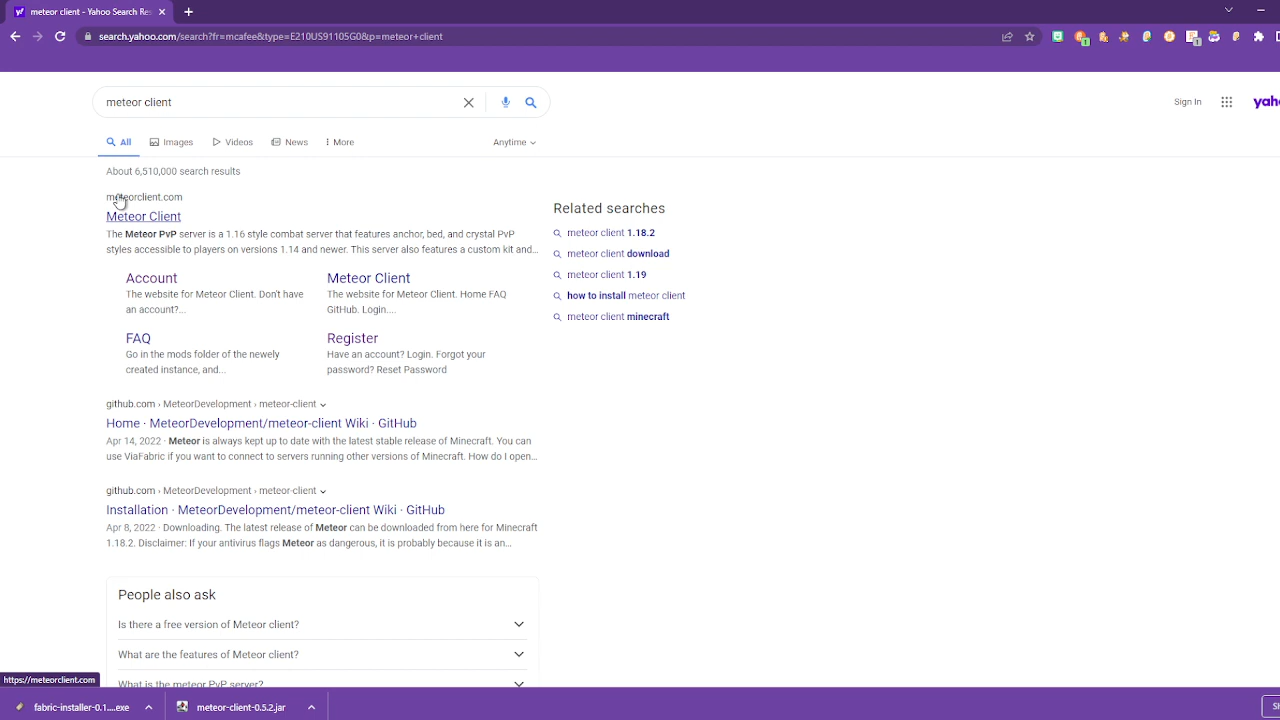 meteor client - Yahoo Search Res
search.yahoo.com/search?fr=mcafee&type=E210US91105G0&p=meteor+client
meteor client
Sign In
All
Images
Videos
News
More
Anytime
About 6,510,000 search results
meteorclient.com
Meteor Client
The Meteor PvP server is a 1.16 style combat server that features anchor, bed, and crystal PvP
styles accessible to players on versions 1.14 and newer. This server also features a custom kit and...
Account
The website for Meteor Client. Don't have
an account?...
Meteor Client
The website for Meteor Client. Home FAQ
GitHub. Login....
FAQ
Go in the mods folder of the newly
created instance, and...
Register
Have an account? Login. Forgot your
password? Reset Password
github.com › MeteorDevelopment › meteor-client
Home · MeteorDevelopment/meteor-client Wiki · GitHub
Apr 14, 2022 · Meteor is always kept up to date with the latest stable release of Minecraft. You can
use ViaFabric if you want to connect to servers running other versions of Minecraft. How do I open...
github.com › MeteorDevelopment › meteor-client
Installation · MeteorDevelopment/meteor-client Wiki · GitHub
Apr 8, 2022 · Downloading. The latest release of Meteor can be downloaded from here for Minecraft
1.18.2. Disclaimer: If your antivirus flags Meteor as dangerous, it is probably because it is an...
People also ask
Is there a free version of Meteor client?
What are the features of Meteor client?
What is the meteor PvP server?
Related searches
meteor client 1.18.2
meteor client download
meteor client 1.19
how to install meteor client
meteor client minecraft
https://meteorclient.com
fabric-installer-0.1....exe
meteor-client-0.5.2.jar